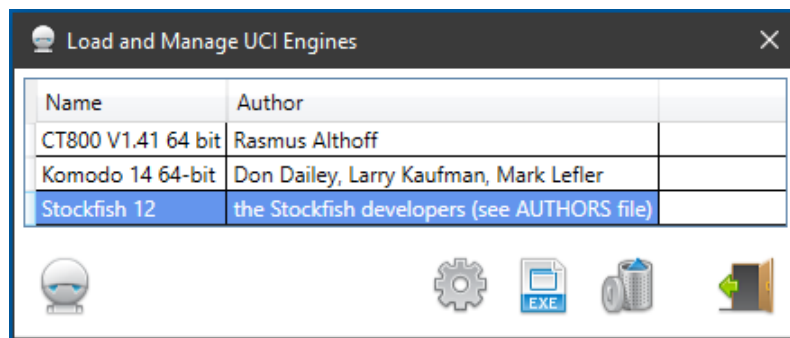 Load and Manage UCI Engines
Name Author
CT800 V1.41 64 bit Rasmus Althoff
Komodo 14 64-bit Don Dailey, Larry Kaufman, Mark Lefler
Stockfish 12 the Stockfish developers (see AUTHORS file)
EXE